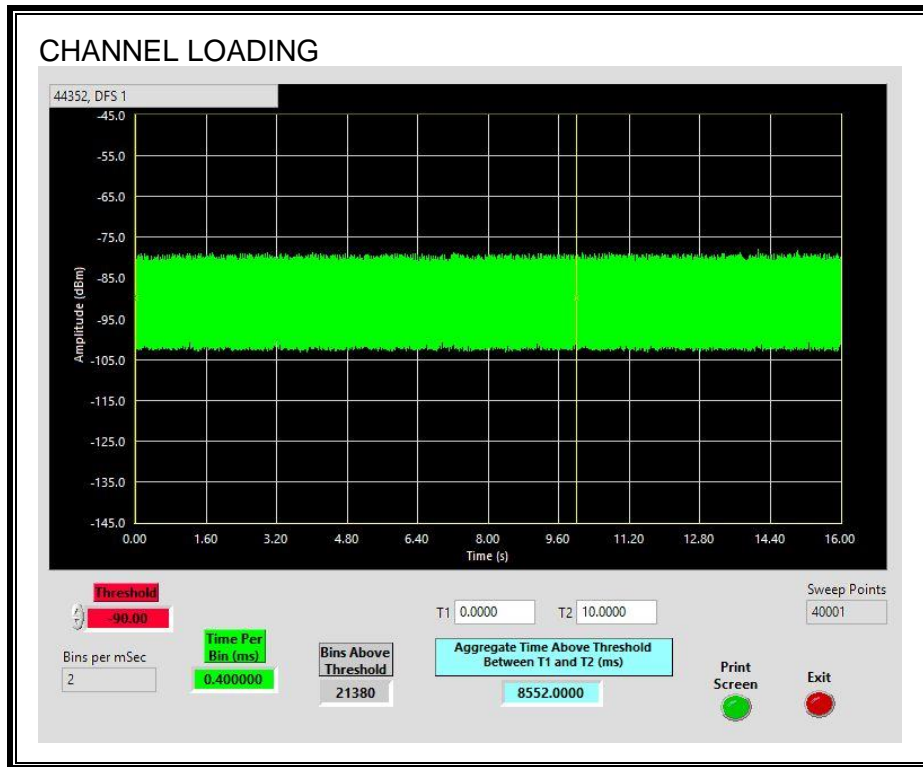 CHANNEL LOADING
44352, DFS 1
-45.0
-55.0
-65.0
-75.0
-85.0
-95.0
-105.0
-115.0
-125.0
-135.0
-145.0
Amplitude (dBm)
0.00 1.60 3.20 4.80 6.40 8.00 9.60 11.20 12.80 14.40 16.00
Time (s)
Threshold
-90.00
Bins per mSec
2
Time Per
Bin (ms)
0.400000
Bins Above
Threshold
21380
T1 0.0000 T2 10.0000
Aggregate Time Above Threshold
Between T1 and T2 (ms)
8552.0000
Sweep Points
40001
Print
Screen
Exit